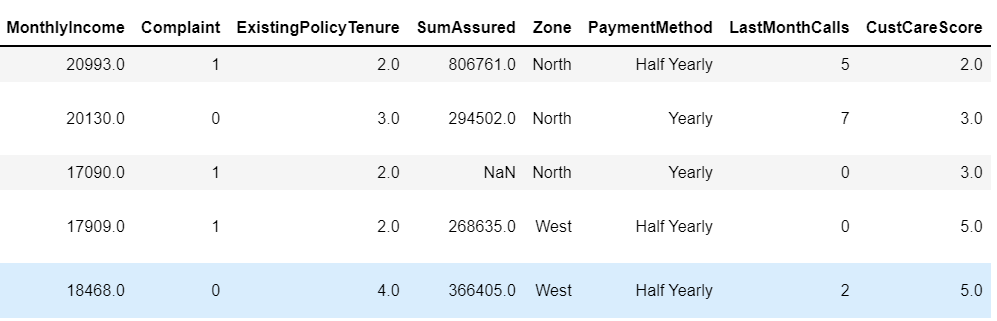 MonthlyIncome Complaint ExistingPolicyTenure SumAssured Zone PaymentMethod LastMonthCalls CustCareScore
20993.0 1 2.0 806761.0 North Half Yearly 5 2.0
20130.0 0 3.0 294502.0 North Yearly 7 3.0
17090.0 1 2.0 NaN North Yearly 0 3.0
17909.0 1 2.0 268635.0 West Half Yearly 0 5.0
18468.0 0 4.0 366405.0 West Half Yearly 2 5.0